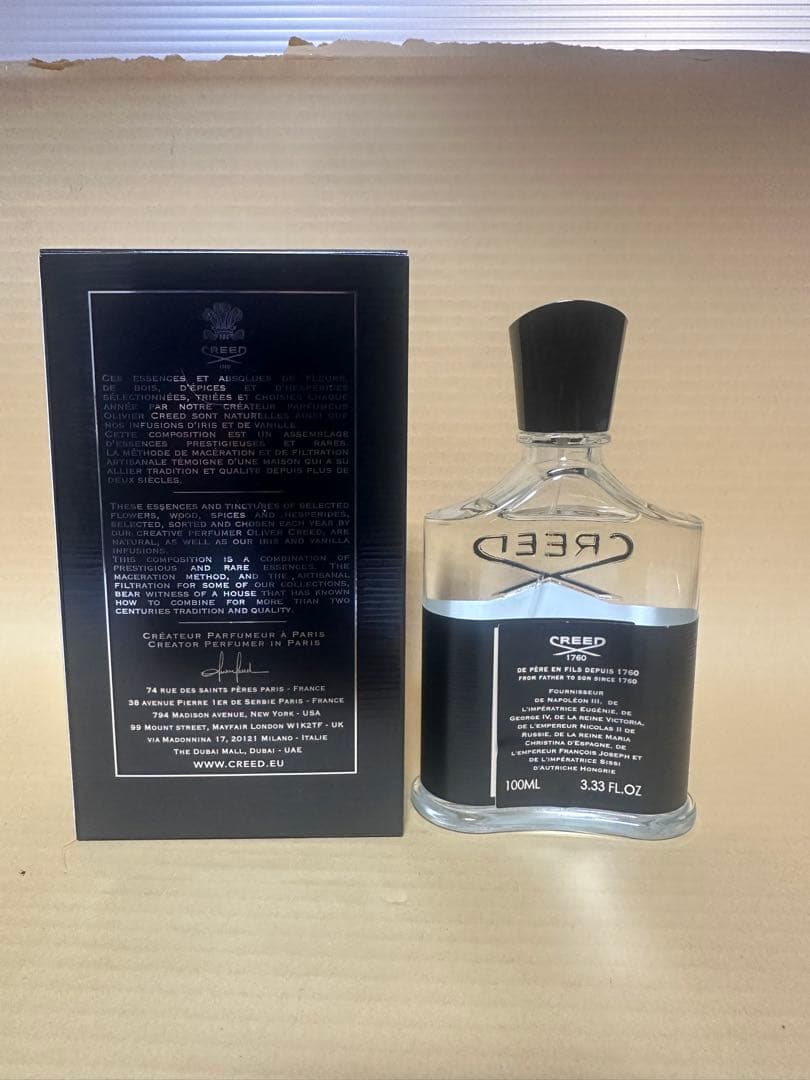 CREED
1760
CES ESSENCES ET ABSOLUES DE FLEURS,
DE BOIS, D'ÉPICES ET D'HESPÉRIDES
SÉLECTIONNÉES, TRIÉES ET CHOISIES CHAQUE
ANNÉE PAR NOTRE CRÉATEUR PARFUMEUR
OLIVIER CREED SONT NATURELLES AINSI QUE
NOS INFUSIONS D'IRIS ET DE VANILLE.
CETTE COMPOSITION EST UN ASSEMBLAGE
D'ESSENCES PRESTIGIEUSES ET RARES.
LA MÉTHODE DE MACÉRATION ET DE FILTRATION
ARTISANALE TÉMOIGNE D'UNE MAISON QUI A SU
ALLIER TRADITION ET QUALITÉ DEPUIS PLUS DE
DEUX SIÈCLES.
THESE ESSENCES AND TINCTURES OF SELECTED
FLOWERS, WOOD, SPICES AND HESPERIDES,
SELECTED, SORTED AND CHOSEN EACH YEAR BY
OUR CREATIVE PERFUMER OLIVER CREED, ARE
NATURAL, AS WELL AS OUR IRIS AND VANILLA
INFUSIONS.
THIS COMPOSITION IS A COMBINATION OF
PRESTIGIOUS AND RARE ESSENCES. THE
MACERATION METHOD, AND THE ARTISANAL
FILTRATION FOR SOME OF OUR COLLECTIONS,
BEAR WITNESS OF A HOUSE THAT HAS KNOWN
HOW TO COMBINE FOR MORE THAN TWO
CENTURIES TRADITION AND QUALITY.
CRÉATEUR PARFUMEUR À PARIS
CREATOR PERFUMER IN PARIS
74 RUE DES SAINTS PÈRES PARIS - FRANCE
38 AVENUE PIERRE 1ER DE SERBIE PARIS - FRANCE
794 MADISON AVENUE, NEW YORK - USA
99 MOUNT STREET, MAYFAIR LONDON W1K2TF - UK
VIA MADONNINA 17, 20121 MILANO - ITALIE
THE DUBAI MALL, DUBAI - UAE
WWW.CREED.EU
CREED
CREED
1760
DE PÈRE EN FILS DEPUIS 1760
FROM FATHER TO SON SINCE 1760
FOURNISSEUR
DE NAPOLÉON III, DE
L'IMPÉRATRICE EUGÉNIE, DE
GEORGE IV, DE LA REINE VICTORIA,
DE L'EMPEREUR NICOLAS II DE
RUSSIE, DE LA REINE MARIA
CHRISTINA D'ESPAGNE, DE
L'EMPEREUR FRANÇOIS JOSEPH ET
DE L'IMPÉRATRICE SISSI
D'AUTRICHE HONGRIE
100ML 3.33 FL.OZ